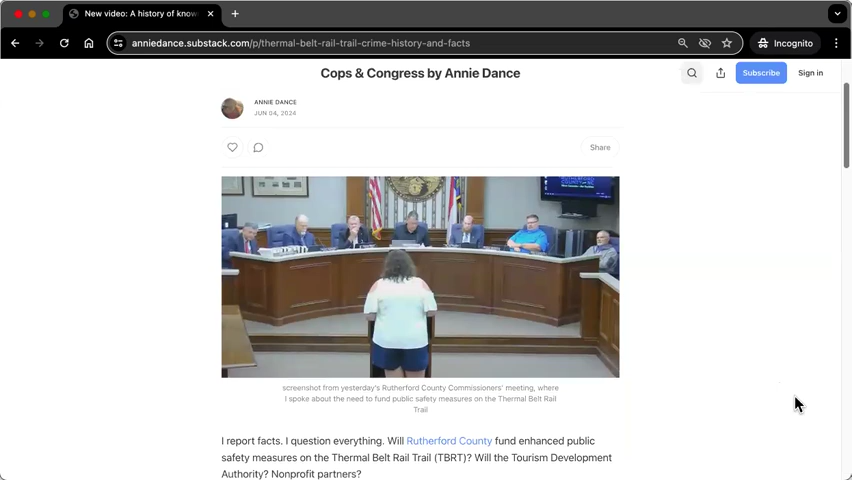 New video: A history of know
anniedance.substack.com/p/thermal-belt-rail-trail-crime-history-and-facts
Incognito
Cops & Congress by Annie Dance
Subscribe
Sign in
ANNIE DANCE
JUN 04, 2024
Share
screenshot from yesterday's Rutherford County Commissioners' meeting, where
I spoke about the need to fund public safety measures on the Thermal Belt Rail
Trail
I report facts. I question everything. Will Rutherford County fund enhanced public
safety measures on the Thermal Belt Rail Trail (TBRT)? Will the Tourism Development
Authority? Nonprofit partners?